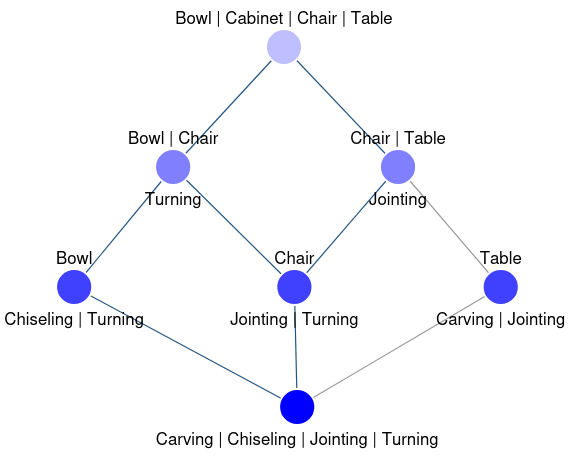 Bowl | Cabinet | Chair | Table
Bowl | Chair
Chair | Table
Turning
Jointing
Bowl
Chair
Table
Chiseling | Turning
Jointing | Turning
Carving | Jointing
Carving | Chiseling | Jointing | Turning